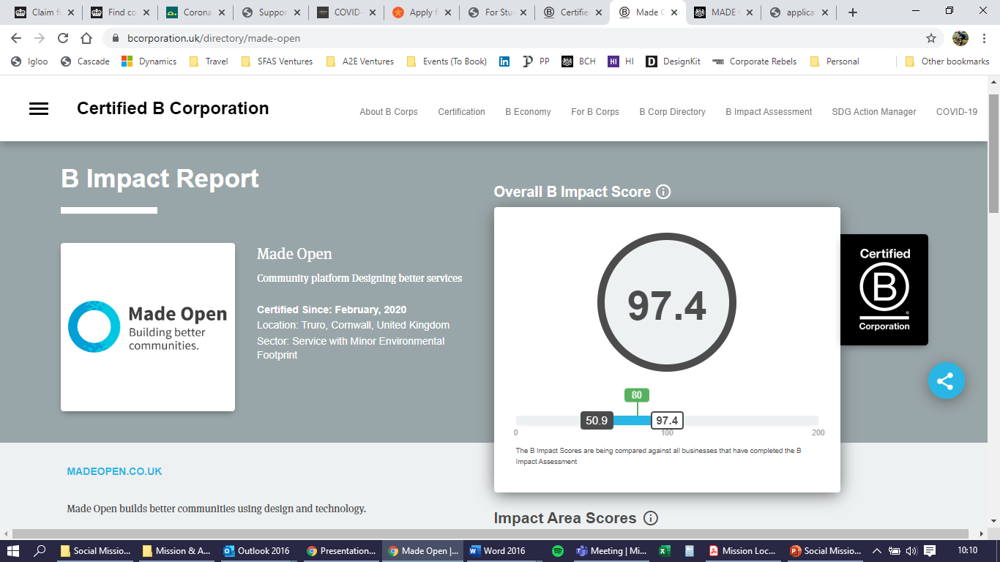 Claim f
Find co
Corona
Suppor
COVID-
Apply f
For Stu
Certifie
Made O
MADE
applica
bcorporation.uk/directory/made-open
Igloo
Cascade
Dynamics
Travel
SFAS Ventures
A2E Ventures
Events (To Book)
PP
BCH
HI HI
DesignKit
Corporate Rebels
Personal
Other bookmarks
Certified B Corporation
About B Corps
Certification
B Economy
For B Corps
B Corp Directory
B Impact Assessment
SDG Action Manager
COVID-19
B Impact Report
Made Open
Building better
communities.
Made Open
Community platform Designing better services
Certified Since: February, 2020
Location: Truro, Cornwall, United Kingdom
Sector: Service with Minor Environmental
Footprint
Overall B Impact Score
97.4
80
50.9
97.4
0
100
200
The B Impact Scores are being compared against all businesses that have completed the B
Impact Assessment
Certified
B
®
Corporation
MADEOPEN.CO.UK
Made Open builds better communities using design and technology.
Impact Area Scores
Social Missio...
Mission & A...
Outlook 2016
Presentation...
Made Open |...
Word 2016
Meeting | Mi...
Mission Loc...
Social Missio...
10:10